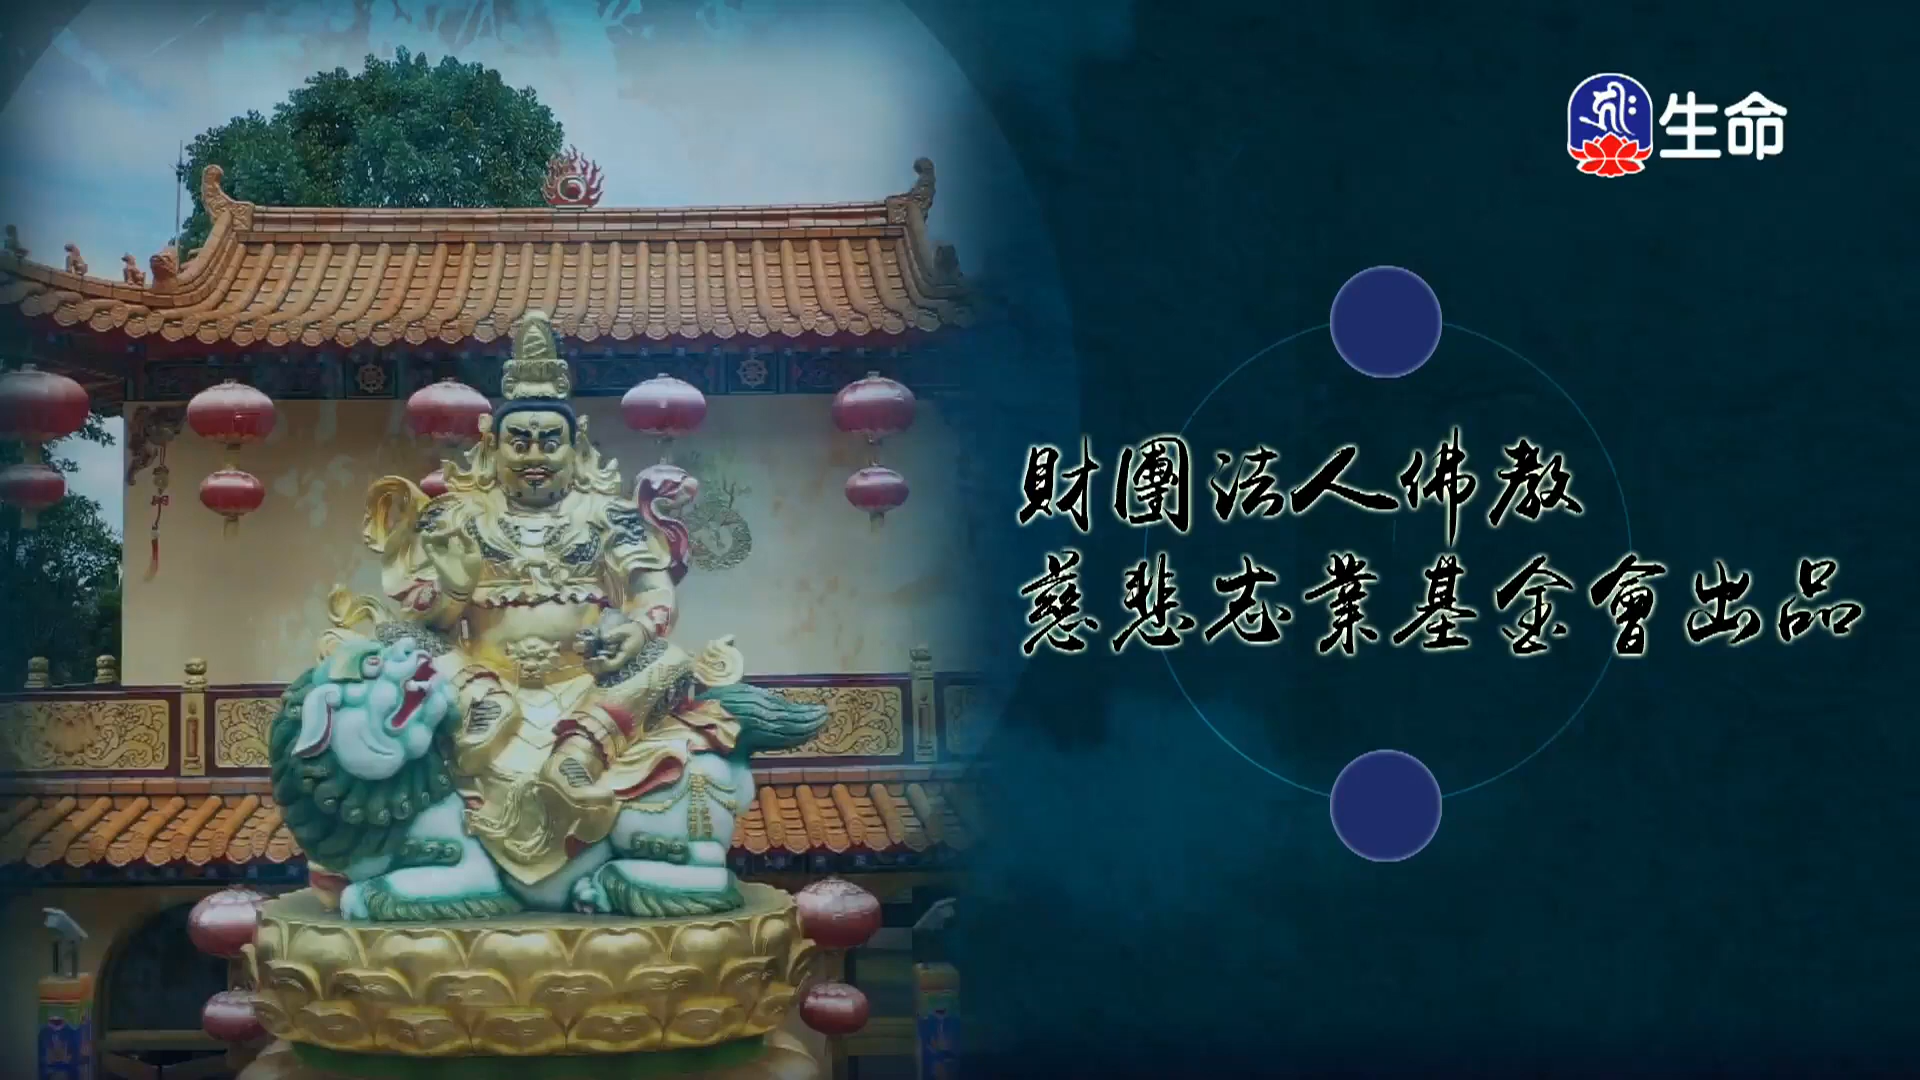 生命
財團法人佛教
慈悲志業基金會出品